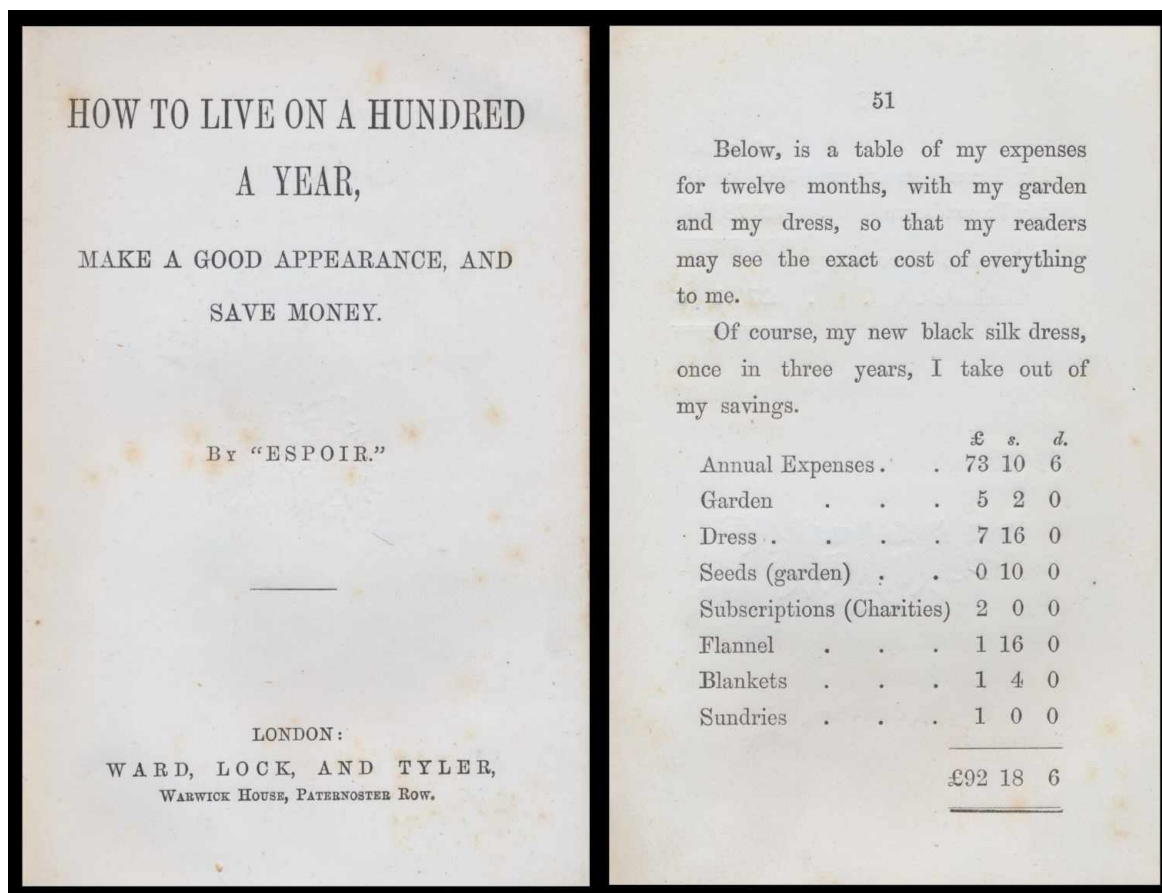 HOW TO LIVE ON A HUNDRED
A YEAR,
MAKE A GOOD APPEARANCE, AND
SAVE MONEY.
BY "ESPOIR."
LONDON:
WARD, LOCK, AND TYLER,
WARWICK HOUSE, PATERNOSTER ROW.
51
Below, is a table of my expenses
for twelve months, with my garden
and my dress, so that my readers
may see the exact cost of everything
to me.
Of course, my new black silk dress,
once in three years, I take out of
my savings.
£ s. d.
Annual Expenses . . 73 10 6
Garden . . . 5 2 0
Dress . . . . 7 16 0
Seeds (garden) . . 0 10 0
Subscriptions (Charities) 2 0 0
Flannel . . . 1 16 0
Blankets . . . 1 4 0
Sundries . . . 1 0 0
£92 18 6